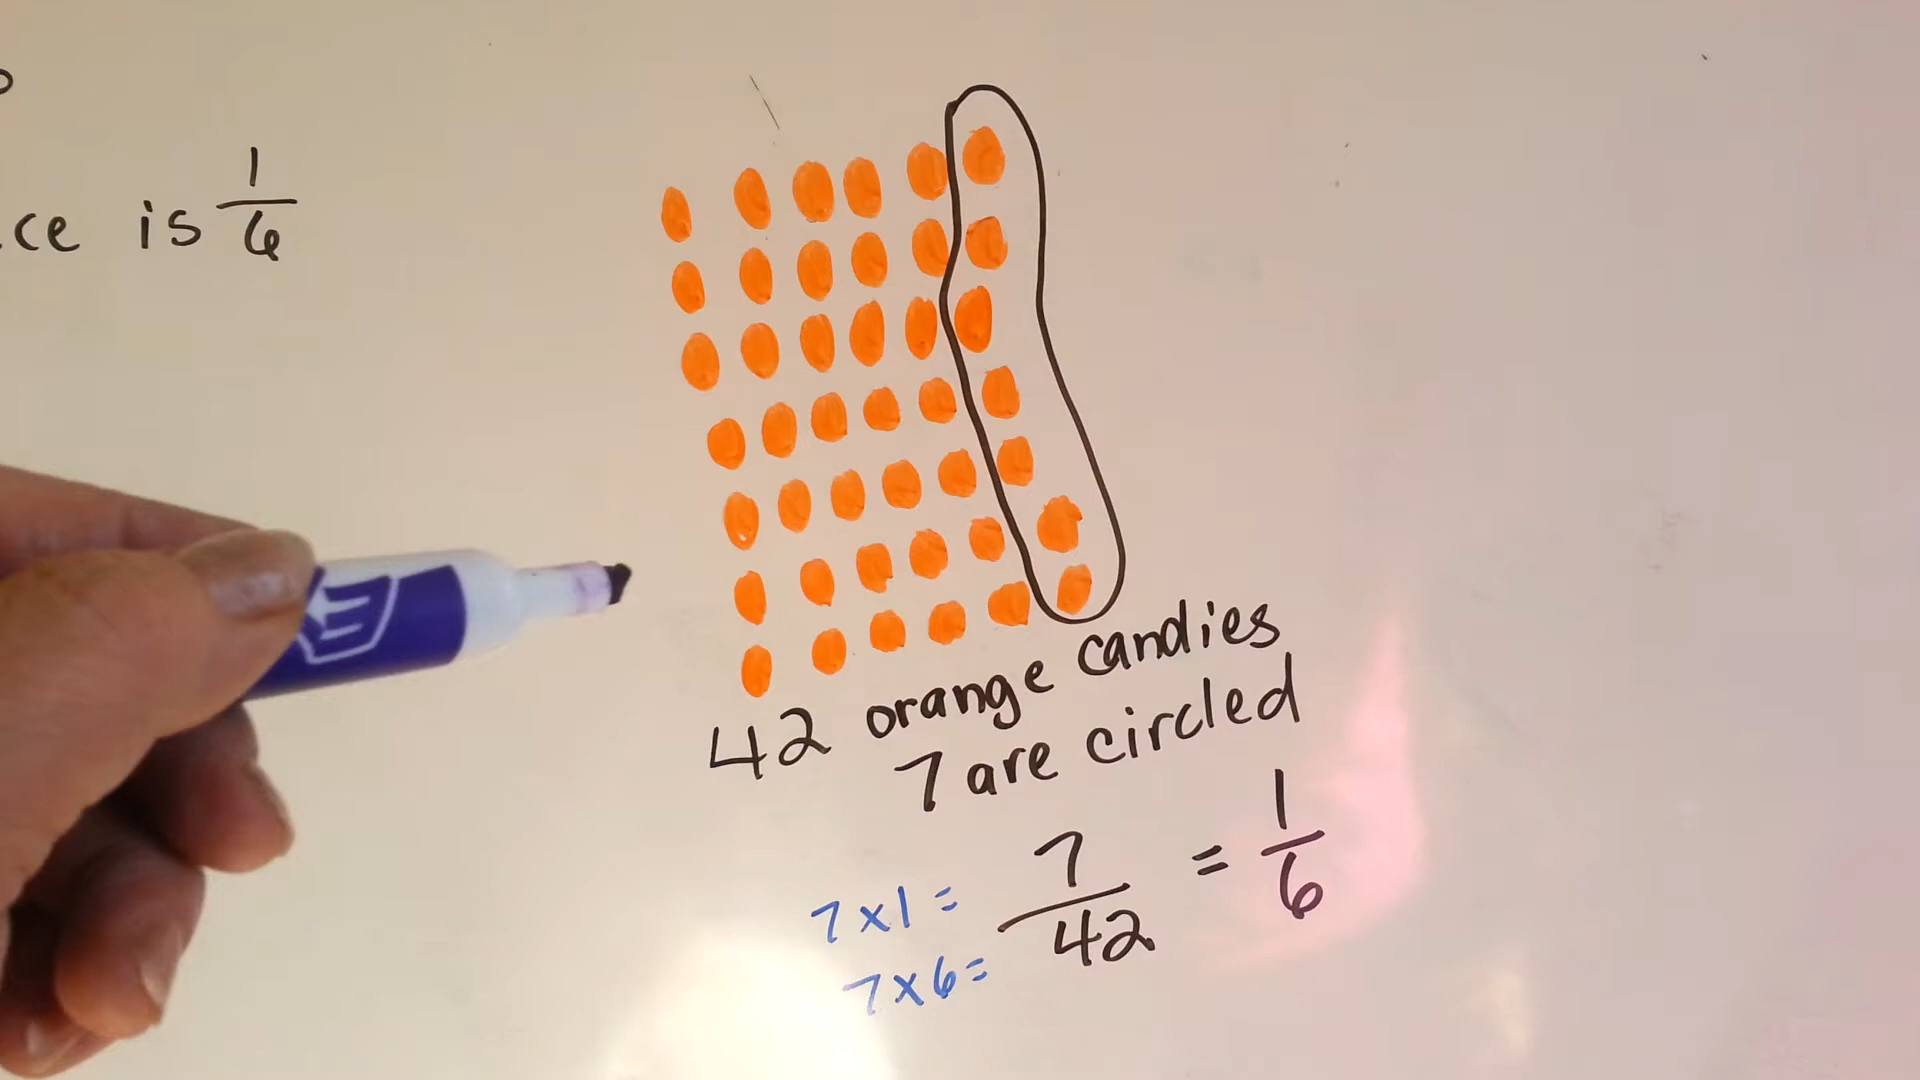 ce is 1/6
42 orange candies
7 are circled
7x1= 7/42 = 1/6
7x6=